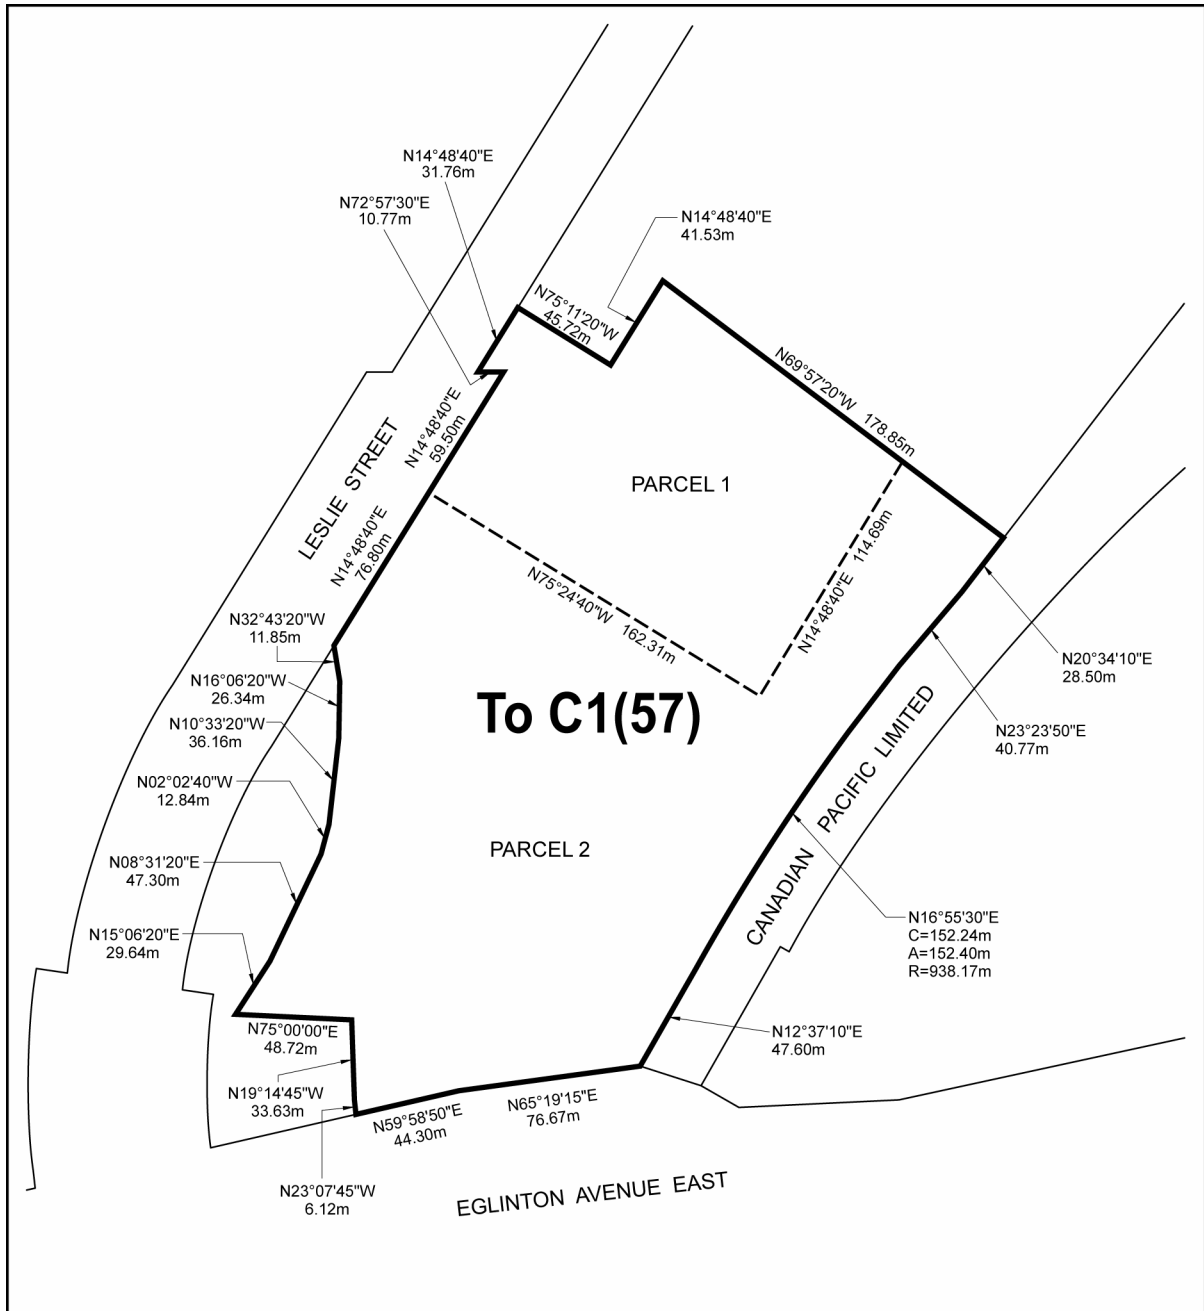 N14°48'40"E
31.76m
N72°57'30"E
10.77m
N14°48'40"E
41.53m
N75°11'20"W
45.72m
N69°57'20"W 178.85m
N14°48'40"E
59.50m
LESLIE STREET
PARCEL 1
N14°48'40"E
76.80m
N75°24'40"W 162.31m
N14°48'40"E 114.69m
N32°43'20"W
11.85m
N16°06'20"W
26.34m
N10°33'20"W
36.16m
N02°02'40"W
12.84m
N08°31'20"E
47.30m
N15°06'20"E
29.64m
To C1(57)
PARCEL 2
N20°34'10"E
28.50m
N23°23'50"E
40.77m
CANADIAN PACIFIC LIMITED
N16°55'30"E
C=152.24m
A=152.40m
R=938.17m
N12°37'10"E
47.60m
N75°00'00"E
48.72m
N19°14'45"W
33.63m
N23°07'45"W
6.12m
N59°58'50"E
44.30m
N65°19'15"E
76.67m
EGLINTON AVENUE EAST